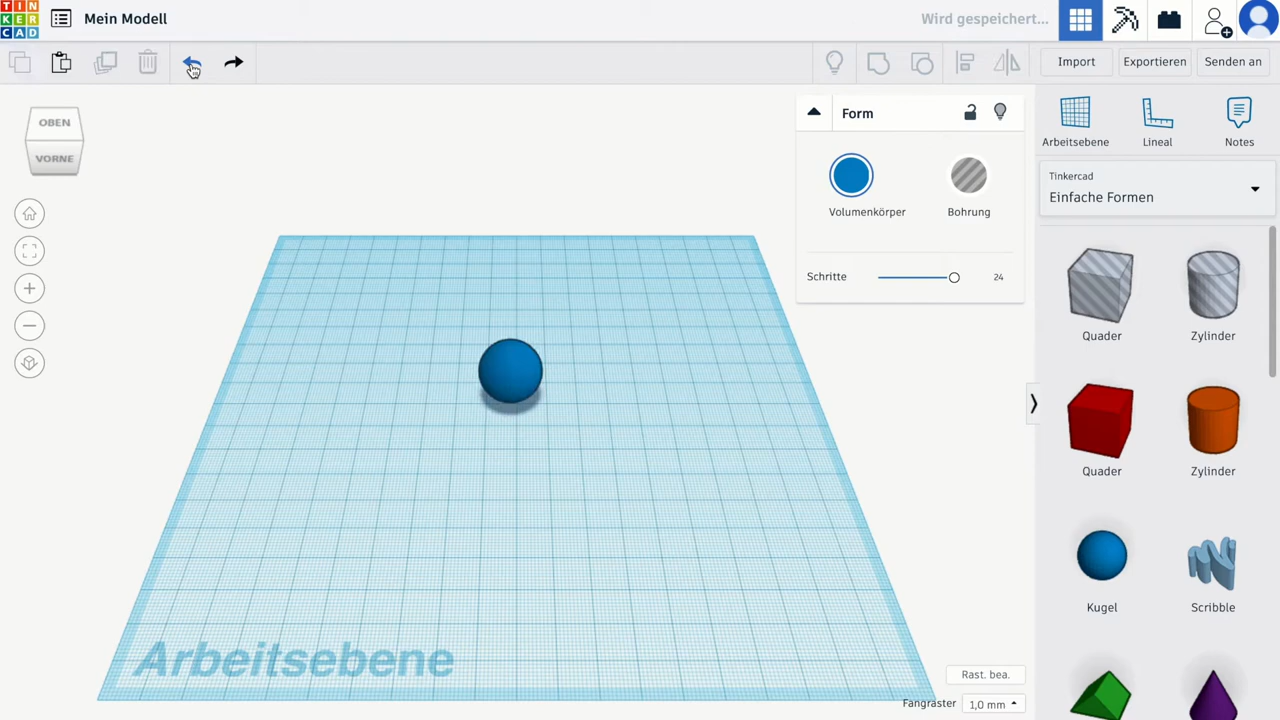 TIN
KER
CAD
Mein Modell
Wird gespeichert...
Import
Exportieren
Senden an
OBEN
VORNE
Form
Volumenkörper
Bohrung
Schritte
24
Arbeitsebene
Lineal
Notes
Tinkercad
Einfache Formen
Quader
Zylinder
Quader
Zylinder
Kugel
Scribble
Arbeitsebene
Rast. bea.
Fangraster
1,0 mm